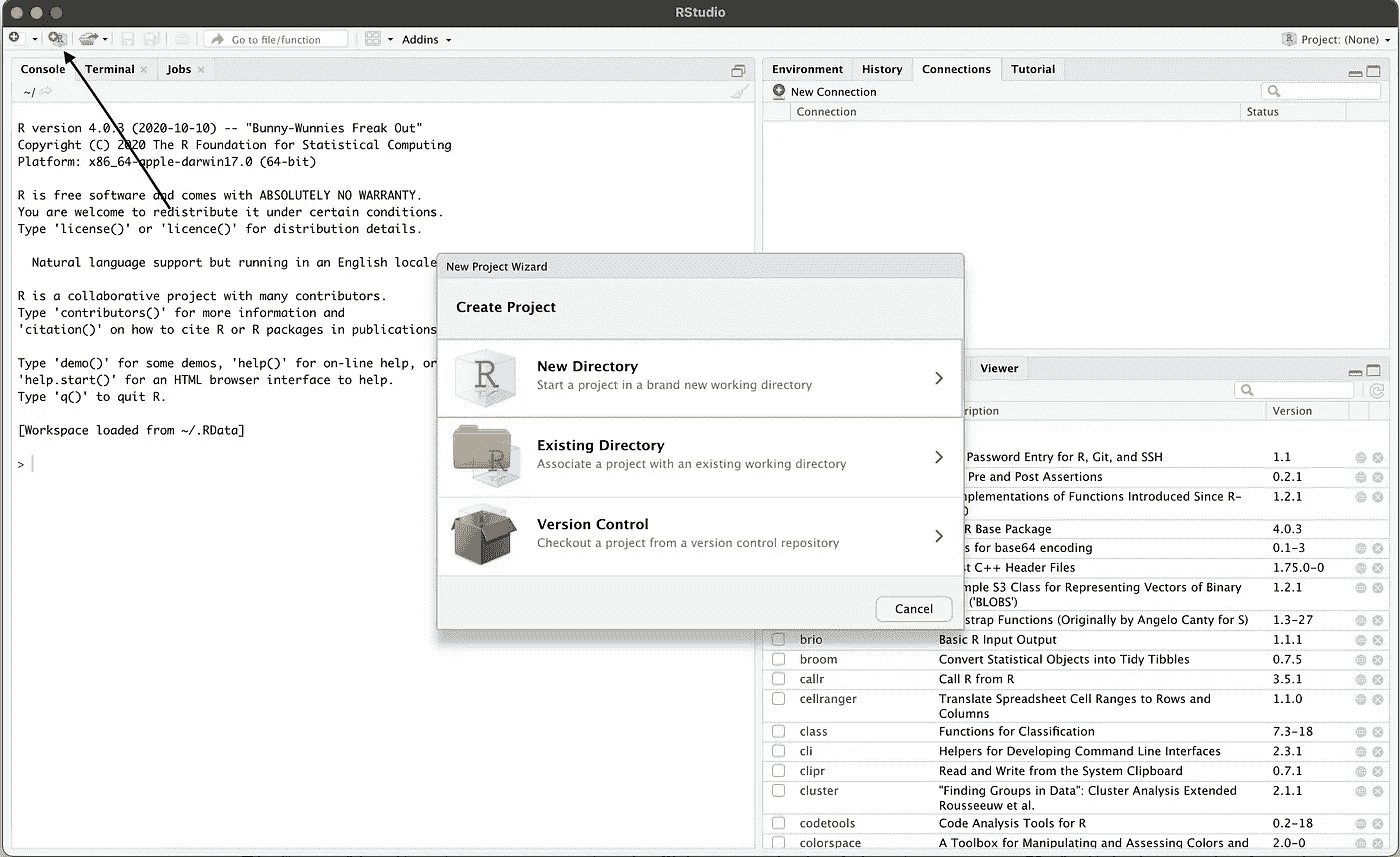 RStudio
Go to file/function
Addins
Project: (None)
Console
Terminal
Jobs
~/
R version 4.0.3 (2020-10-10) -- "Bunny-Wunnies Freak Out"
Copyright (C) 2020 The R Foundation for Statistical Computing
Platform: x86_64-apple-darwin17.0 (64-bit)
R is free software and comes with ABSOLUTELY NO WARRANTY.
You are welcome to redistribute it under certain conditions.
Type 'license()' or 'licence()' for distribution details.
Natural language support but running in an English locale
R is a collaborative project with many contributors.
Type 'contributors()' for more information and
'citation()' on how to cite R or R packages in publications
Type 'demo()' for some demos, 'help()' for on-line help, or
'help.start()' for an HTML browser interface to help.
Type 'q()' to quit R.
[Workspace loaded from ~/.RData]
>
New Project Wizard
Create Project
R
New Directory
Start a project in a brand new working directory
R
Existing Directory
Associate a project with an existing working directory
Version Control
Checkout a project from a version control repository
Cancel
Environment
History
Connections
Tutorial
New Connection
Connection
Status
Viewer
ription
Version
Password Entry for R, Git, and SSH 1.1
Pre and Post Assertions 0.2.1
mplementations of Functions Introduced Since R- 1.2.1
R Base Package 4.0.3
s for base64 encoding 0.1-3
st C++ Header Files 1.75.0-0
mple S3 Class for Representing Vectors of Binary 1.2.1
('BLOBS')
strap Functions (Originally by Angelo Canty for S) 1.3-27
brio Basic R Input Output 1.1.1
broom Convert Statistical Objects into Tidy Tibbles 0.7.5
callr Call R from R 3.5.1
cellranger Translate Spreadsheet Cell Ranges to Rows and 1.1.0
Columns
class Functions for Classification 7.3-18
cli Helpers for Developing Command Line Interfaces 2.3.1
clipr Read and Write from the System Clipboard 0.7.1
cluster "Finding Groups in Data": Cluster Analysis Extended 2.1.1
Rousseeuw et al.
codetools Code Analysis Tools for R 0.2-18
colorspace A Toolbox for Manipulating and Assessing Colors and 2.0-0